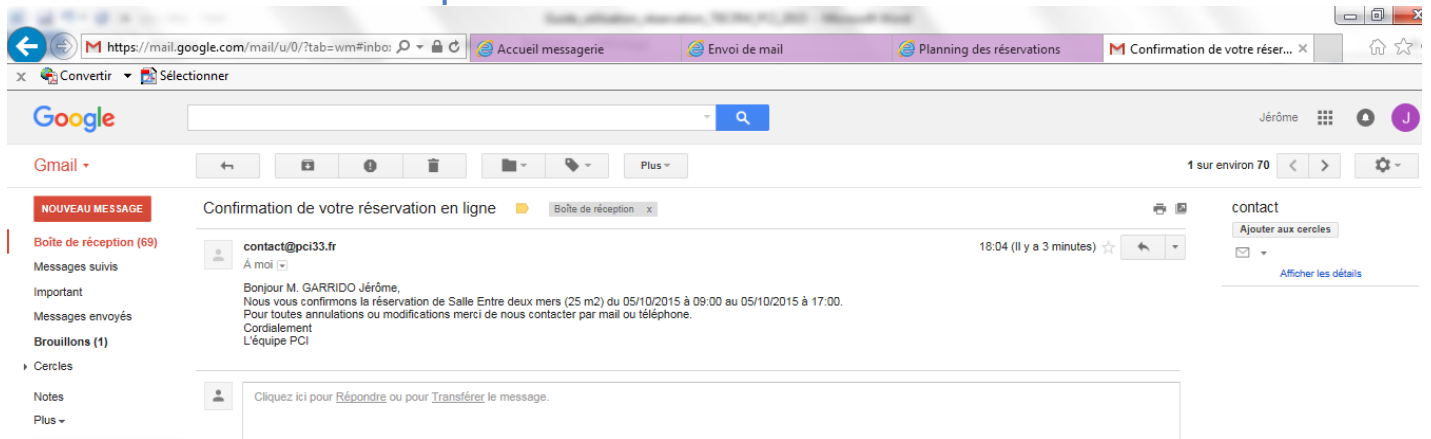 https://mail.google.com/mail/u/0/?tab=wm#inbo:
Accueil messagerie
Envoi de mail
Planning des réservations
Confirmation de votre réser...
x Convertir Sélectionner
Google
Jérôme
J
Gmail
Plus
1 sur environ 70
NOUVEAU MESSAGE
Confirmation de votre réservation en ligne
Boîte de réception x
contact
Ajouter aux cercles
Afficher les détails
Boîte de réception (69)
Messages suivis
Important
Messages envoyés
Brouillons (1)
Cercles
Notes
Plus
contact@pci33.fr
18:04 (Il y a 3 minutes)
À moi
Bonjour M. GARRIDO Jérôme,
Nous vous confirmons la réservation de Salle Entre deux mers (25 m2) du 05/10/2015 à 09:00 au 05/10/2015 à 17:00.
Pour toutes annulations ou modifications merci de nous contacter par mail ou téléphone.
Cordialement
L'équipe PCI
Cliquez ici pour Répondre ou pour Transférer le message.